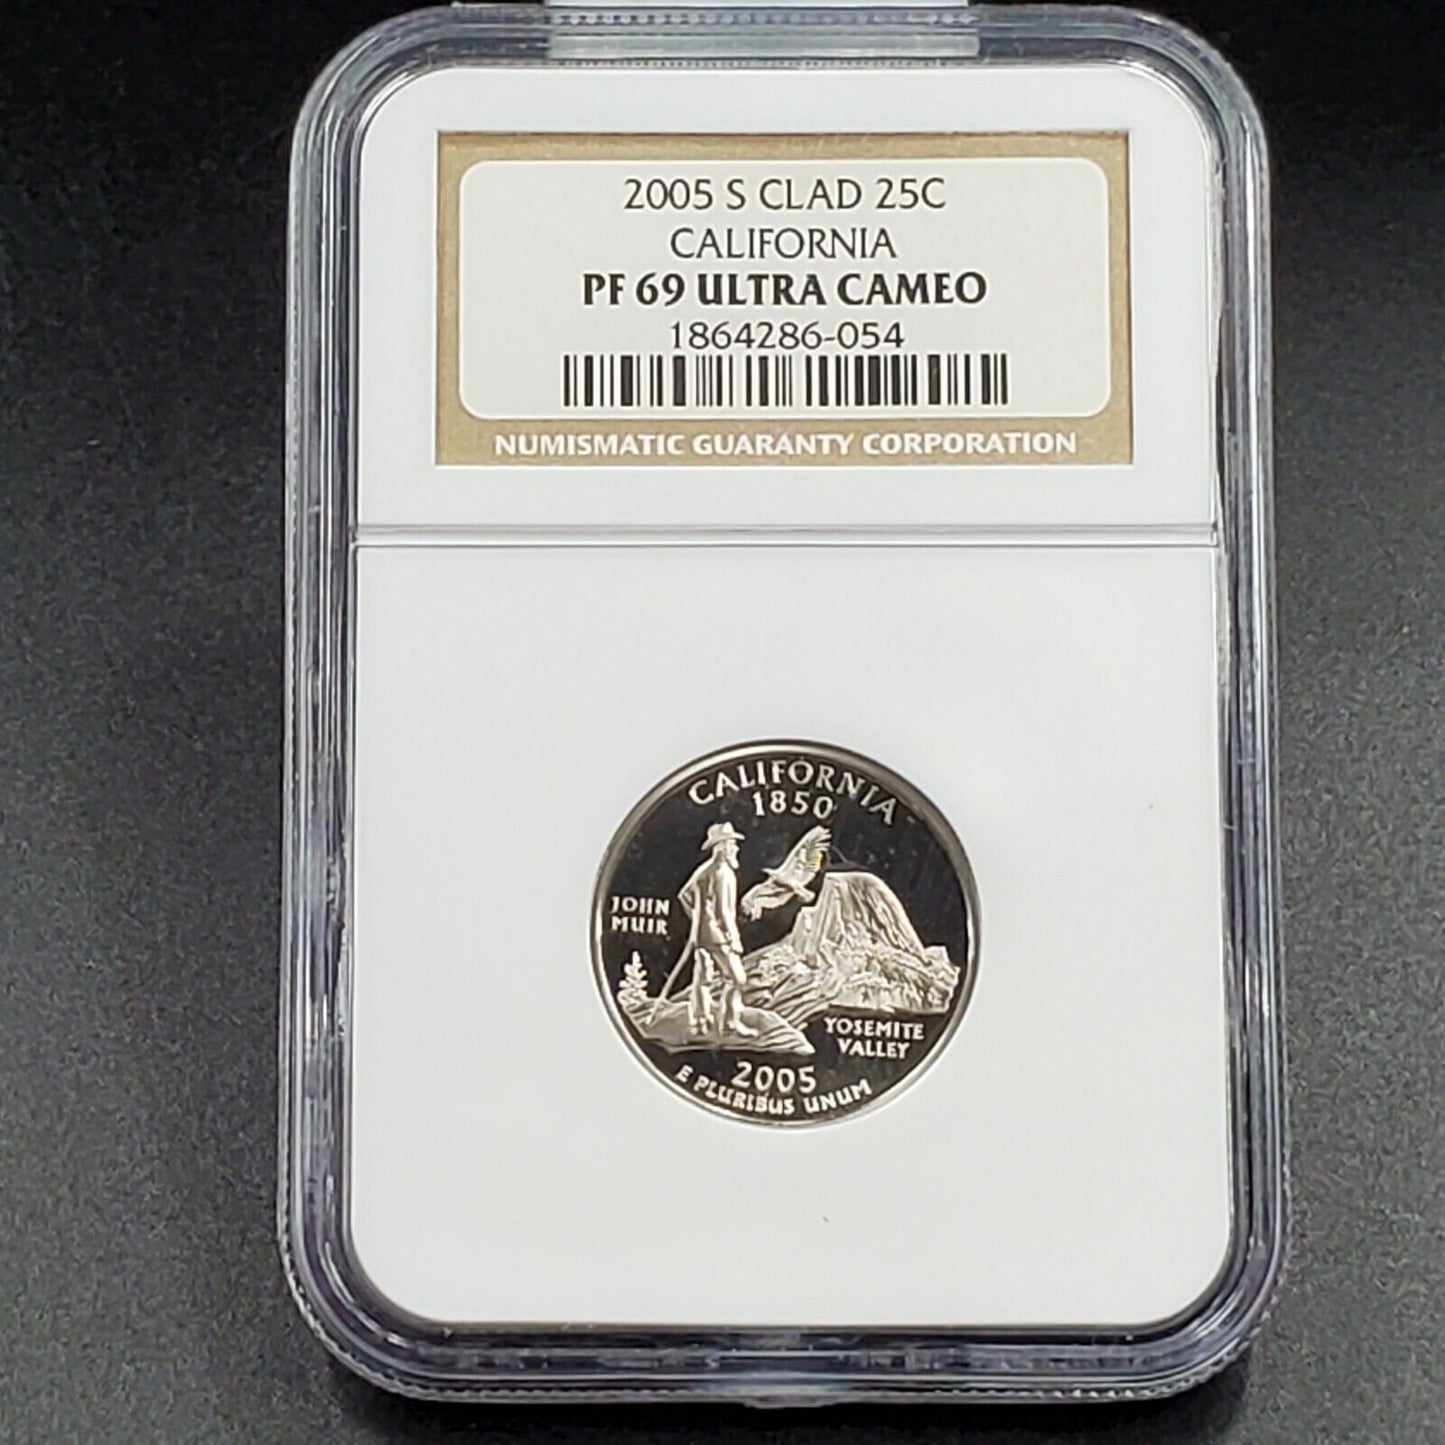 2005 S CLAD 25C
CALIFORNIA
PF 69 ULTRA CAMEO
1864286-054
NUMISMATIC GUARANTY CORPORATION
CALIFORNIA
1850
JOHN
MUIR
YOSEMITE
VALLEY
2005
E PLURIBUS UNUM